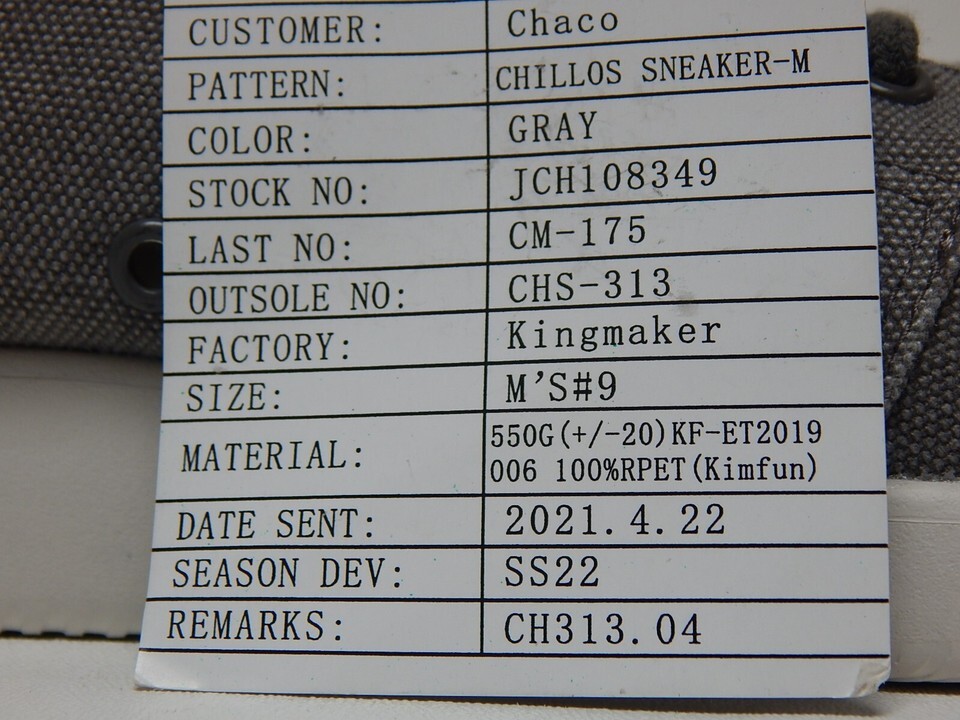 CUSTOMER: Chaco
PATTERN: CHILLOS SNEAKER-M
COLOR: GRAY
STOCK NO: JCH108349
LAST NO: CM-175
OUTSOLE NO: CHS-313
FACTORY: Kingmaker
SIZE: M'S#9
MATERIAL: 550G(+/-20)KF-ET2019
006 100%RPET(Kimfun)
DATE SENT: 2021.4.22
SEASON DEV: SS22
REMARKS: CH313.04